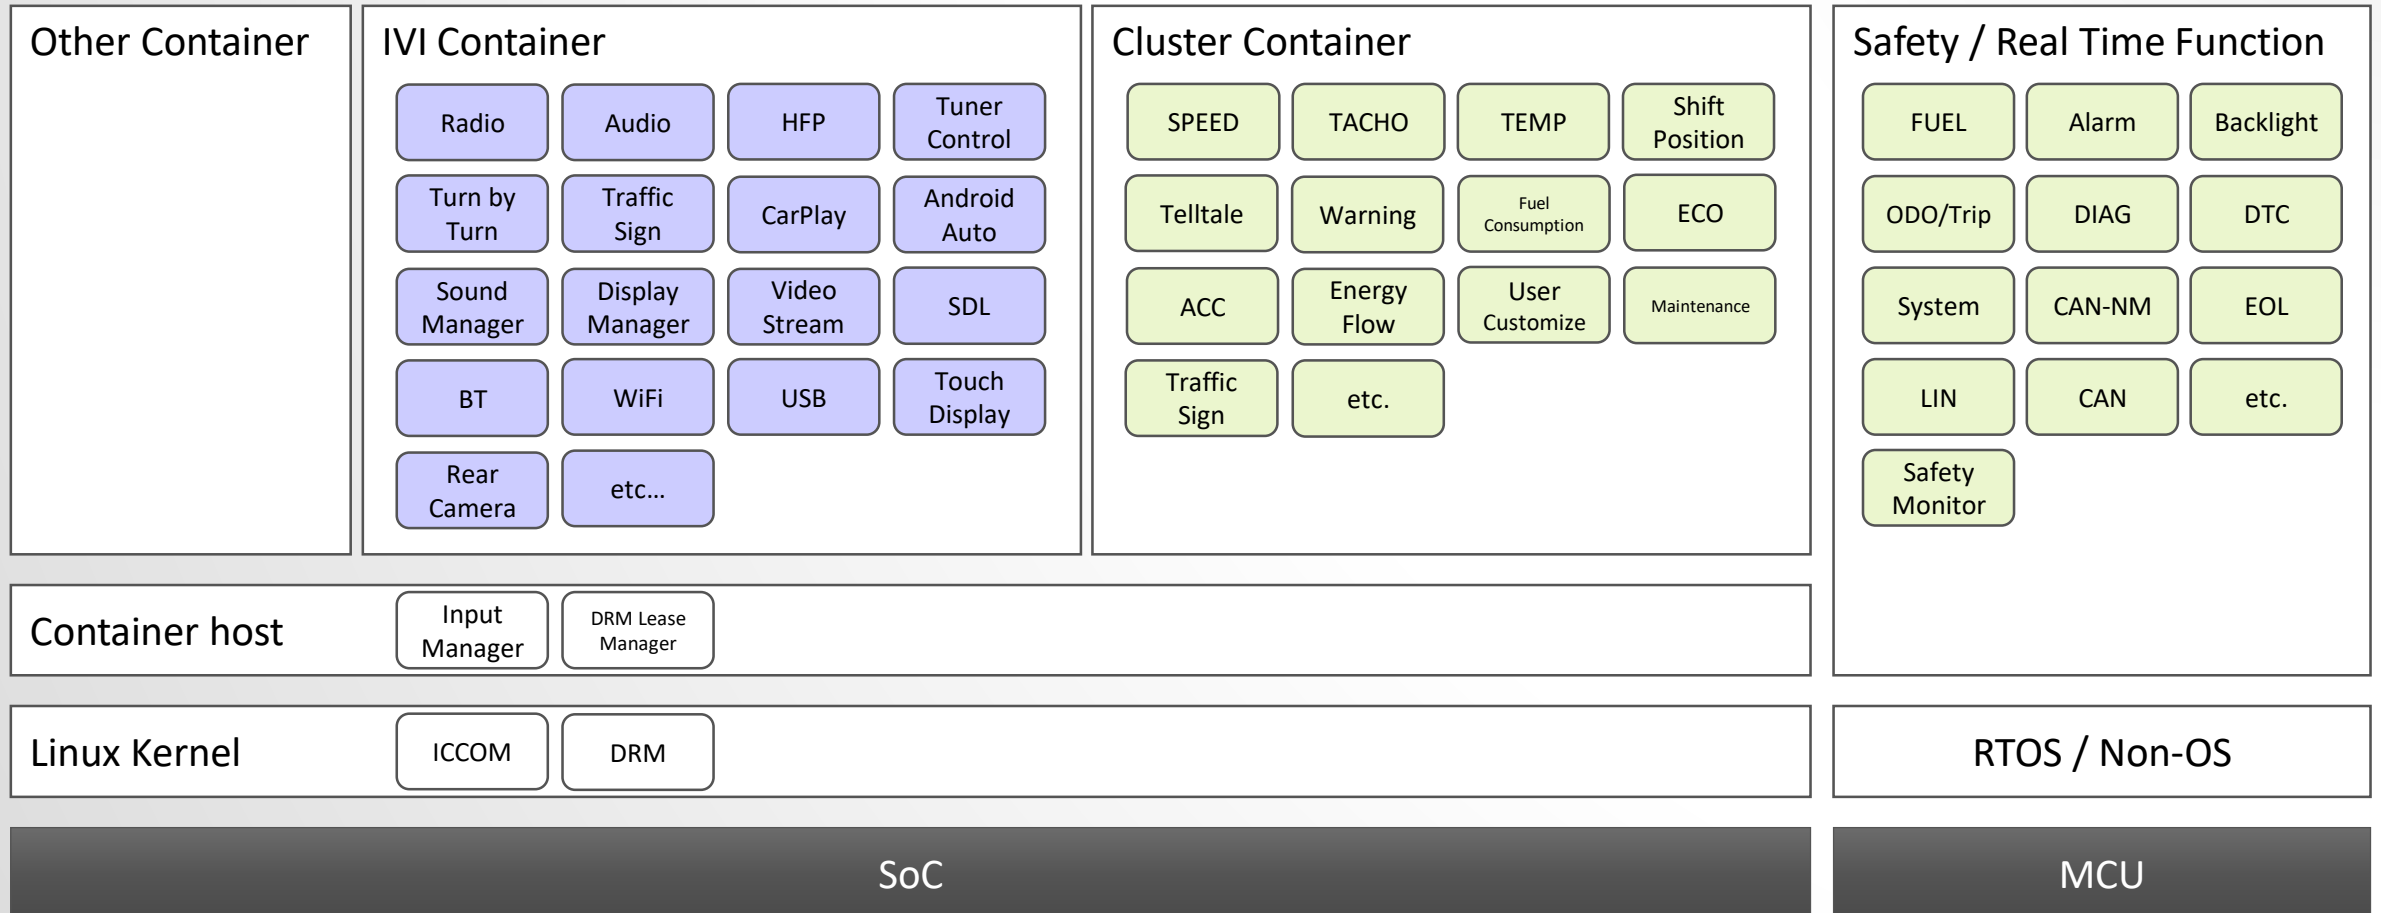 Other Container
IVI Container
Radio
Audio
HFP
Tuner
Control
Turn by
Turn
Traffic
Sign
CarPlay
Android
Auto
Sound
Manager
Display
Manager
Video
Stream
SDL
BT
WiFi
USB
Touch
Display
Rear
Camera
etc...
Cluster Container
SPEED
TACHO
TEMP
Shift
Position
Telltale
Warning
Fuel
Consumption
ECO
ACC
Energy
Flow
User
Customize
Maintenance
Traffic
Sign
etc.
Safety / Real Time Function
FUEL
Alarm
Backlight
ODO/Trip
DIAG
DTC
System
CAN-NM
EOL
LIN
CAN
etc.
Safety
Monitor
Container host
Input
Manager
DRM Lease
Manager
Linux Kernel
ICCOM
DRM
RTOS / Non-OS
SoC
MCU